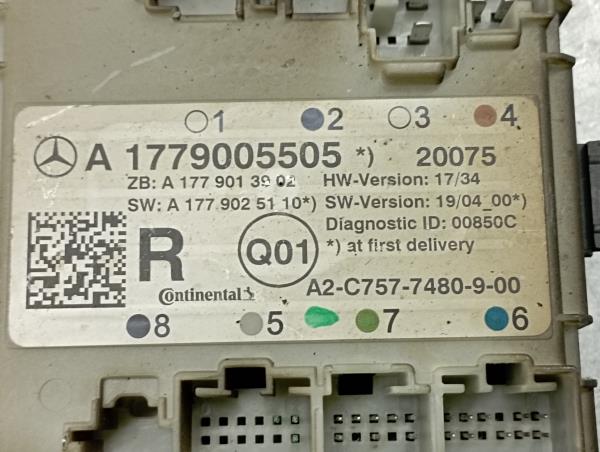 1 2 3 4
A 1779005505 *) 20075
ZB: A 177 901 39 02 HW-Version: 17/34
SW: A 177 902 51 10*) SW-Version: 19/04_00*)
Diagnostic ID: 00850C
R Q01 *) at first delivery
Continental A2-C757-7480-9-00
8 5 7 6